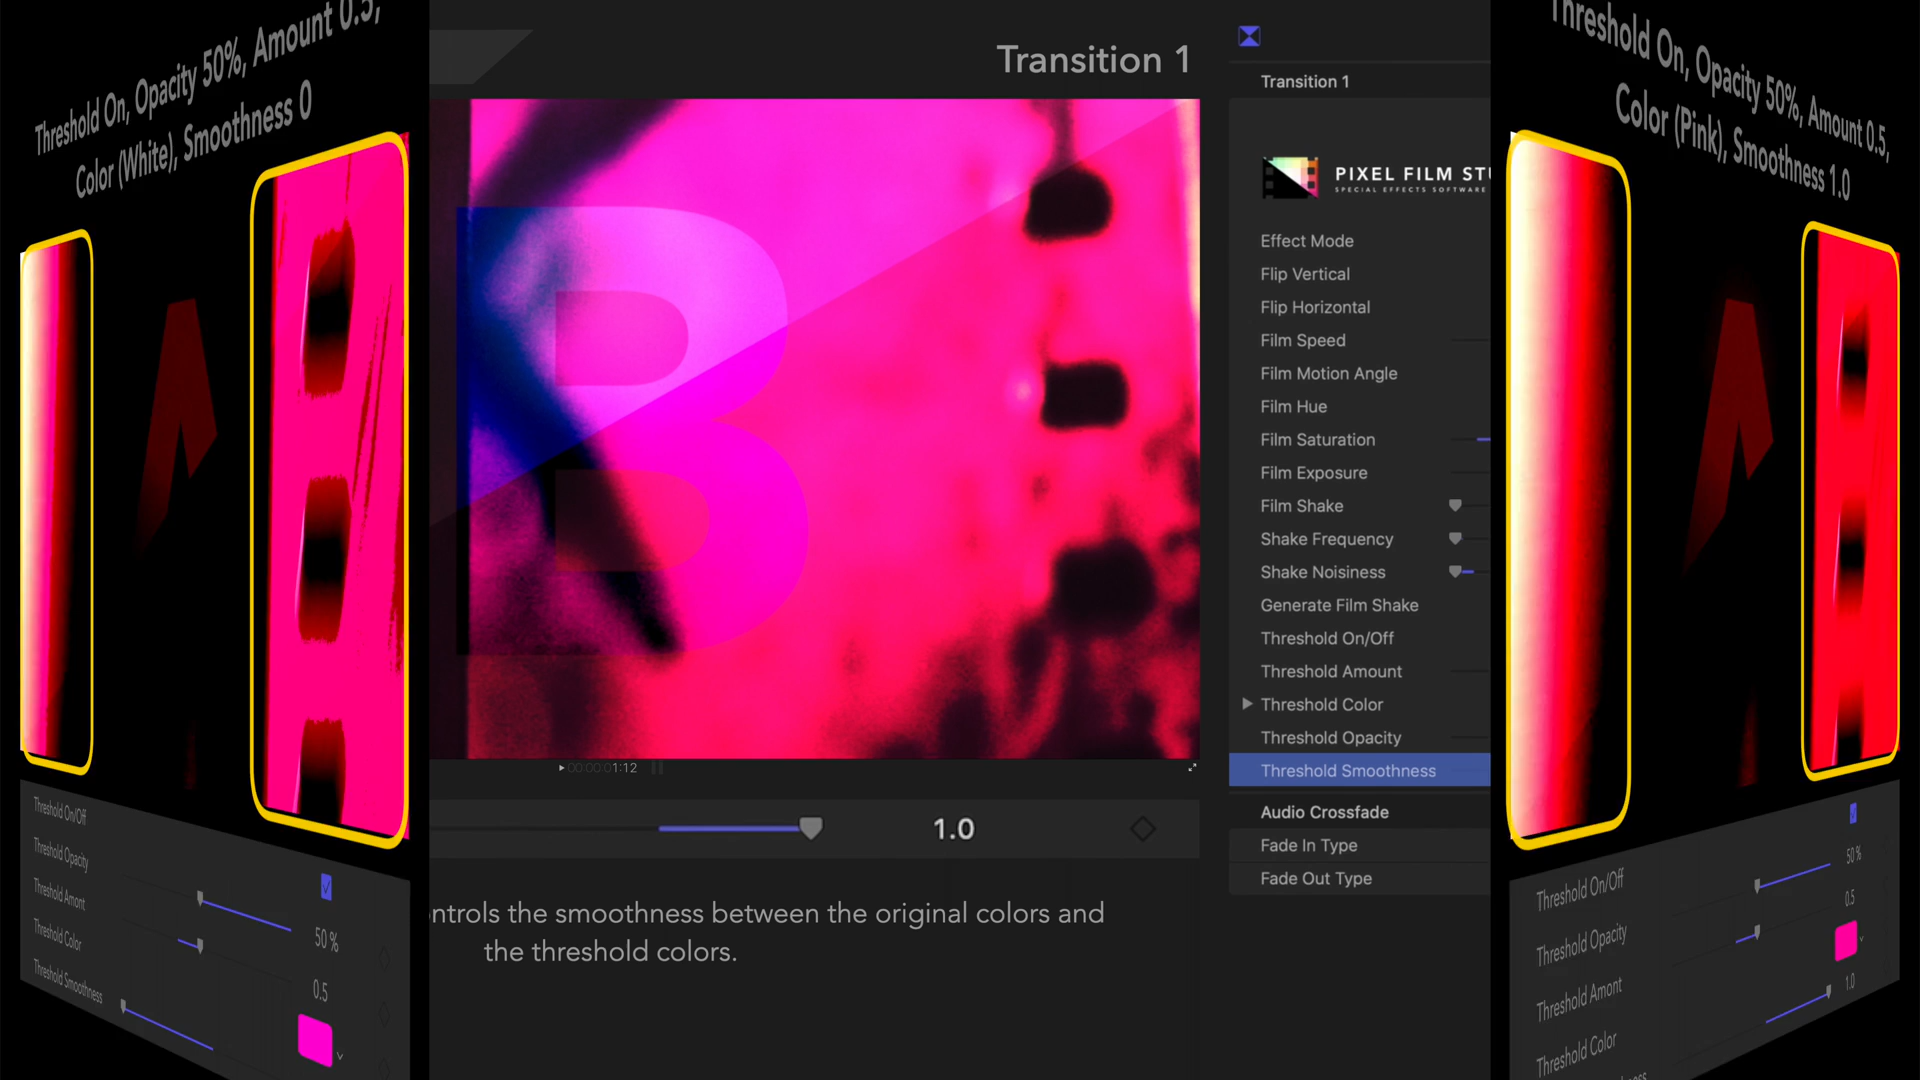 Threshold On, Opacity 50%, Amount 0.5,
Color (White), Smoothness 0
Threshold On/Off
Threshold Opacity
50 %
Threshold Amont
0.5
Threshold Color
Threshold Smoothness
Transition 1
B
00:00:01:12
1.0
ntrols the smoothness between the original colors and
the threshold colors.
Transition 1
PIXEL FILM STU
SPECIAL EFFECTS SOFTWARE
Effect Mode
Flip Vertical
Flip Horizontal
Film Speed
Film Motion Angle
Film Hue
Film Saturation
Film Exposure
Film Shake
Shake Frequency
Shake Noisiness
Generate Film Shake
Threshold On/Off
Threshold Amount
Threshold Color
Threshold Opacity
Threshold Smoothness
Audio Crossfade
Fade In Type
Fade Out Type
Threshold On, Opacity 50%, Amount 0.5,
Color (Pink), Smoothness 1.0
Threshold On/Off
Threshold Opacity
50 %
Threshold Amont
0.5
Threshold Color
1.0